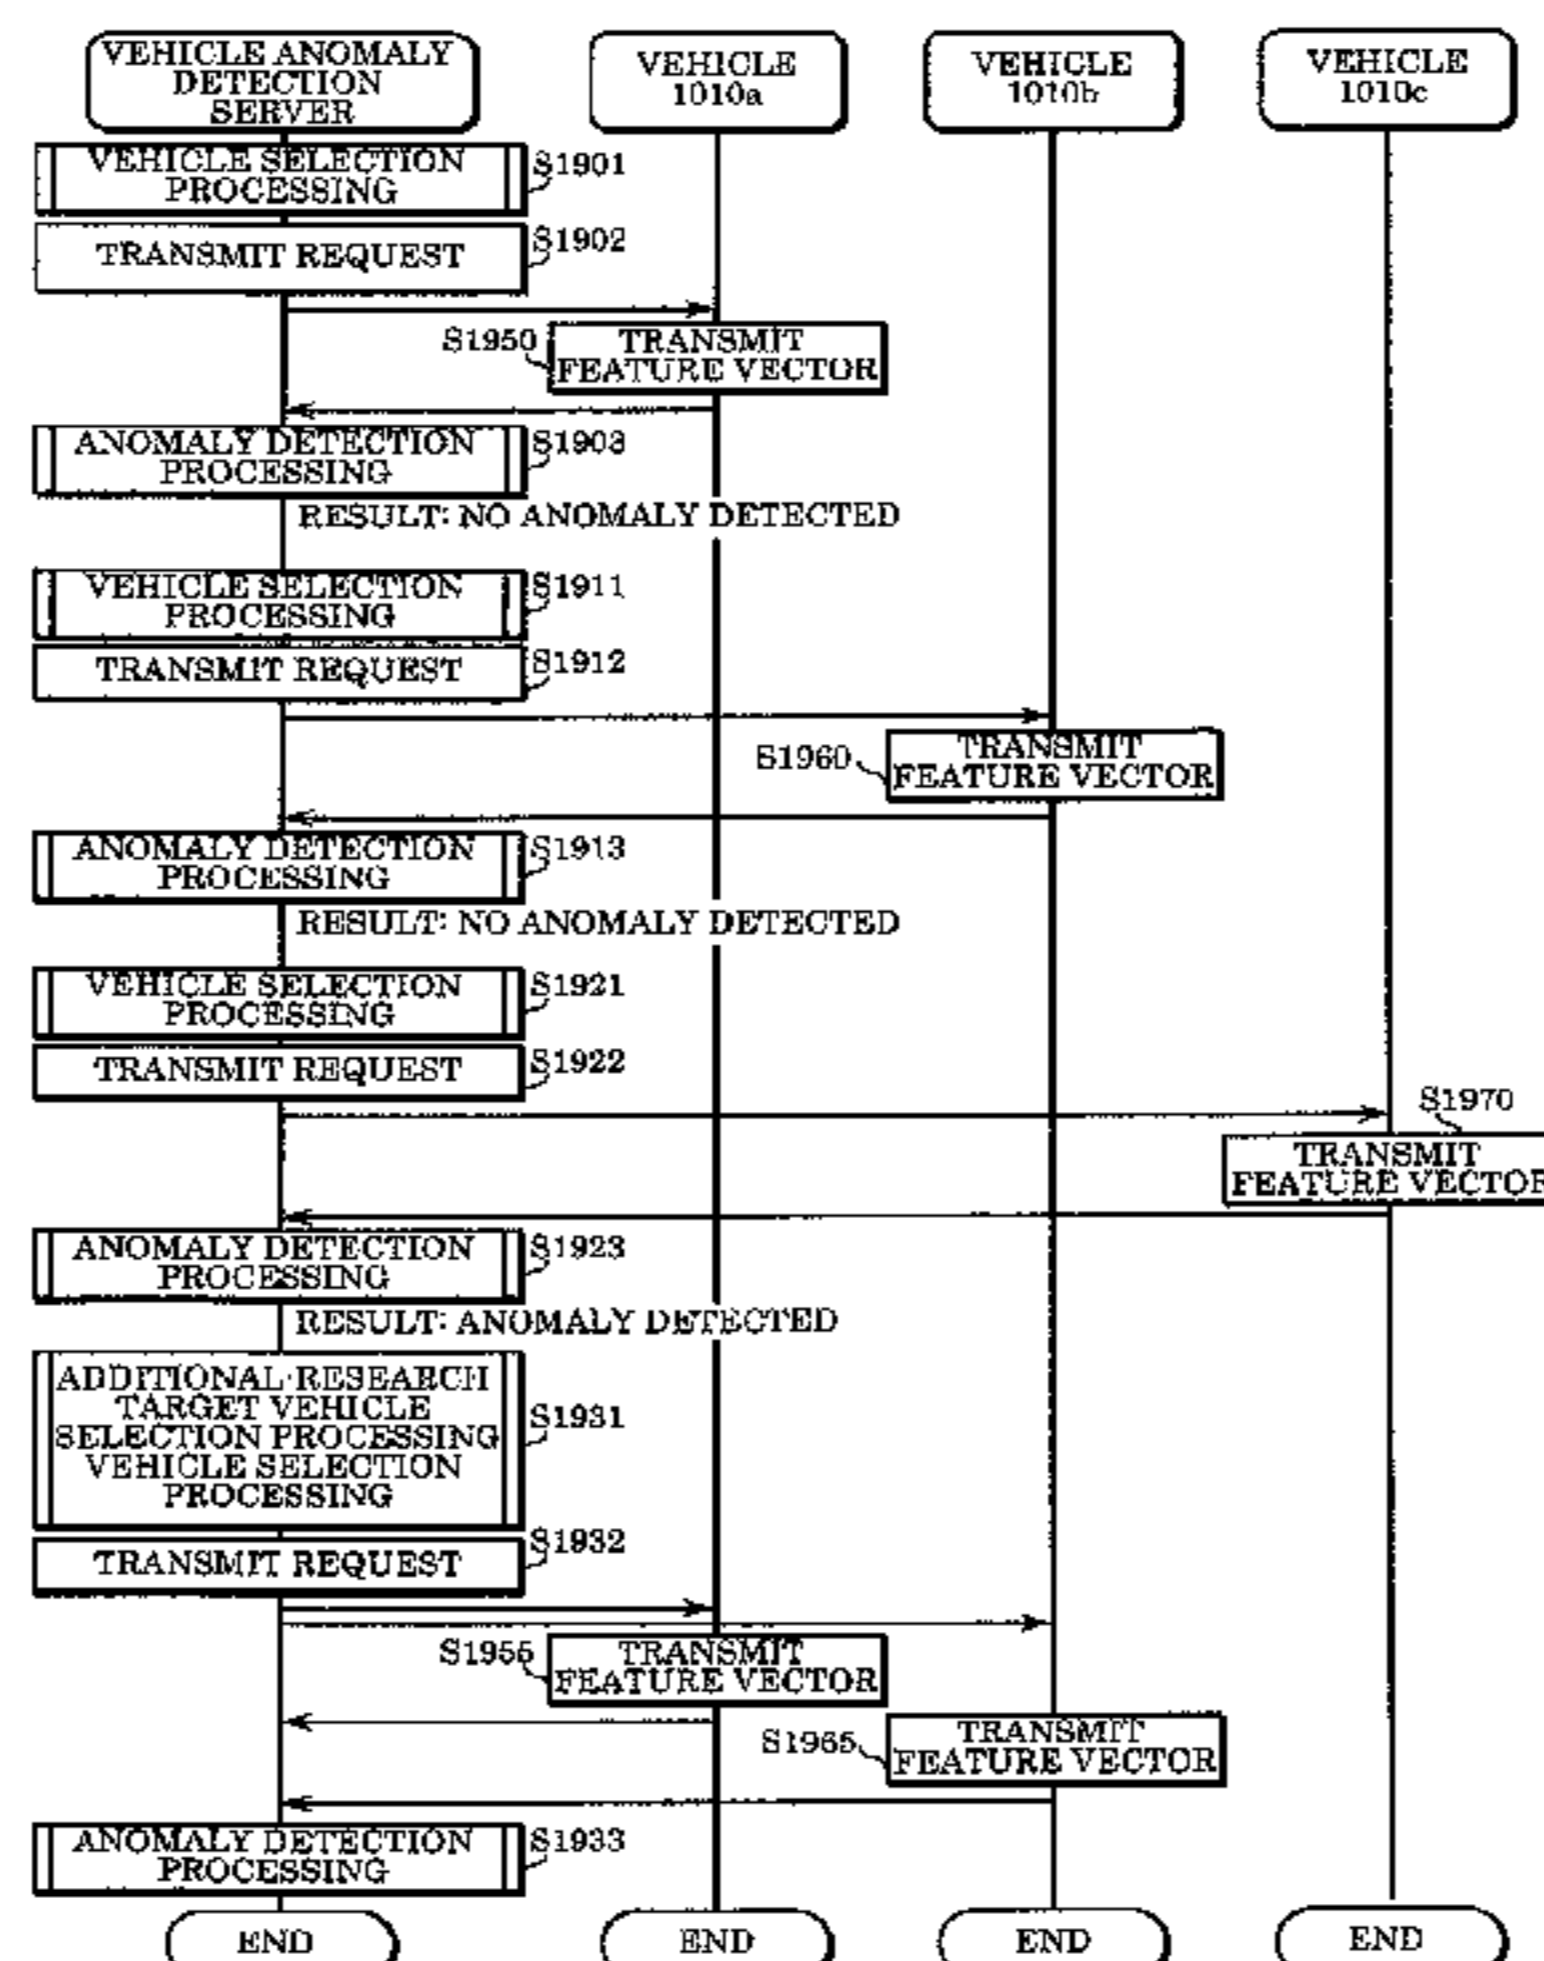 VEHICLE ANOMALY
DETECTION
SERVER
VEHICLE
1010a
VEHICLE
1010b
VEHICLE
1010c
VEHICLE SELECTION
PROCESSING
S1901
TRANSMIT REQUEST
S1902
S1950
TRANSMIT
FEATURE VECTOR
ANOMALY DETECTION
PROCESSING
S1903
RESULT: NO ANOMALY DETECTED
VEHICLE SELECTION
PROCESSING
S1911
TRANSMIT REQUEST
S1912
S1960
TRANSMIT
FEATURE VECTOR
ANOMALY DETECTION
PROCESSING
S1913
RESULT: NO ANOMALY DETECTED
VEHICLE SELECTION
PROCESSING
S1921
TRANSMIT REQUEST
S1922
S1970
TRANSMIT
FEATURE VECTOR
ANOMALY DETECTION
PROCESSING
S1923
RESULT: ANOMALY DETECTED
ADDITIONAL-RESEARCH
TARGET VEHICLE
SELECTION PROCESSING
VEHICLE SELECTION
PROCESSING
S1931
TRANSMIT REQUEST
S1932
S1955
TRANSMIT
FEATURE VECTOR
S1965
TRANSMIT
FEATURE VECTOR
ANOMALY DETECTION
PROCESSING
S1933
END
END
END
END